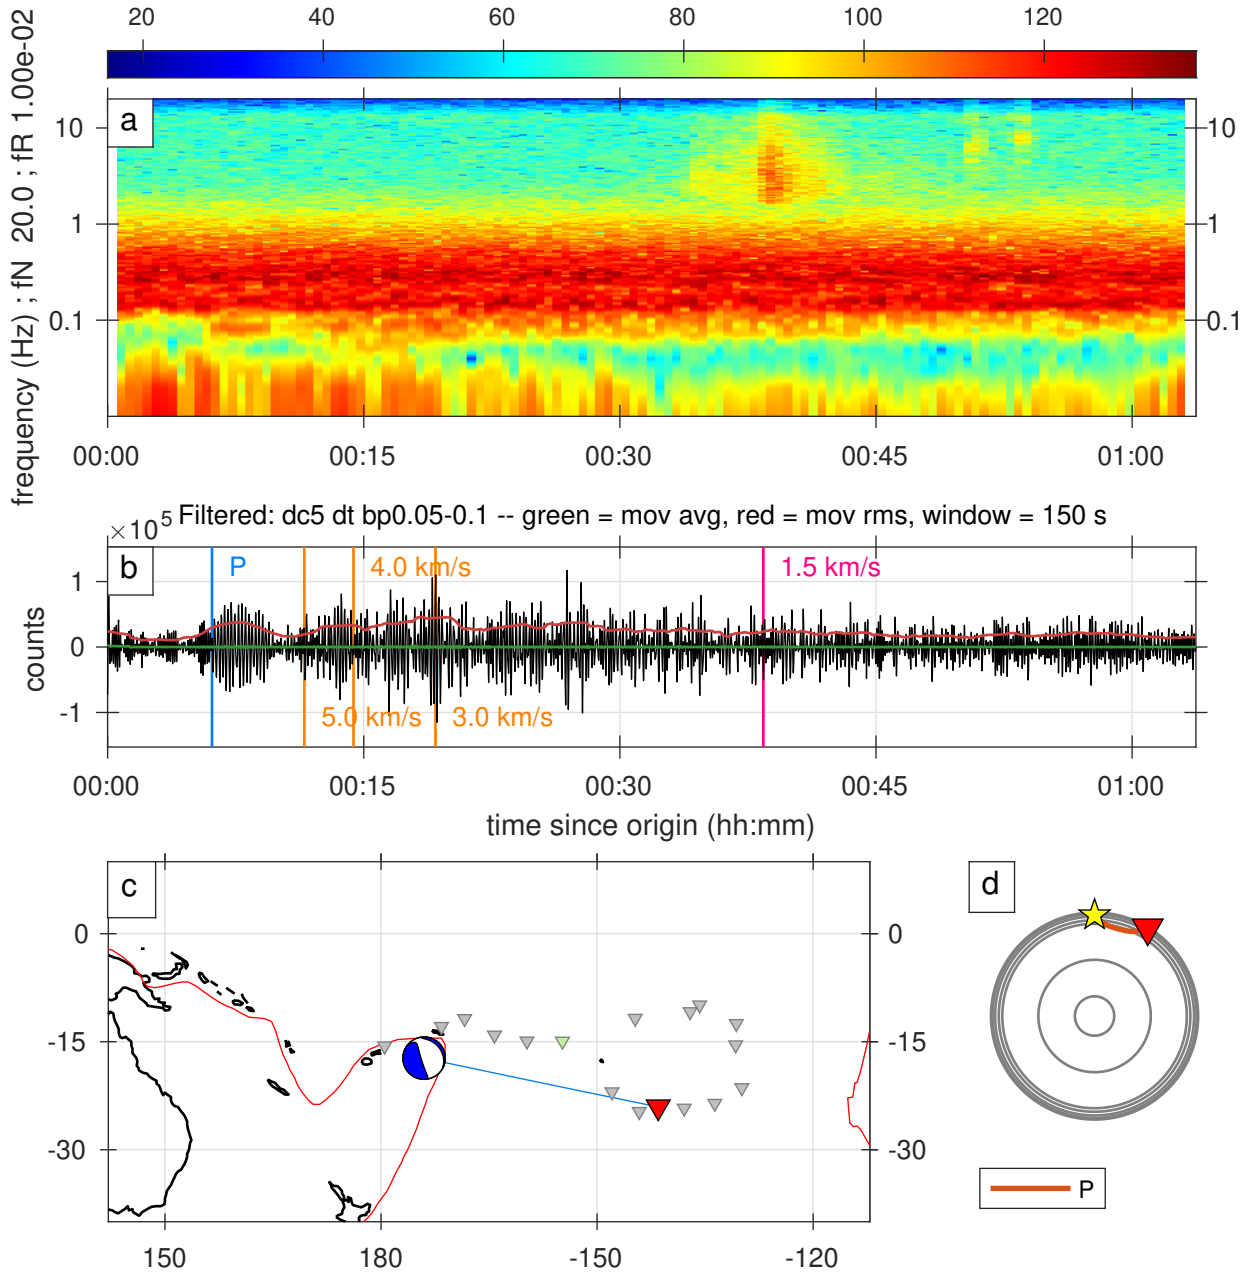 20 40 60 80 100 120
frequency (Hz) ; fN 20.0 ; fR 1.00e-02
a
10 10
1 1
0.1 0.1
00:00 00:15 00:30 00:45 01:00
×10^5 Filtered: dc5 dt bp0.05-0.1 -- green = mov avg, red = mov rms, window = 150 s
b
P 4.0 km/s 1.5 km/s
5.0 km/s 3.0 km/s
counts
1
0
-1
00:00 00:15 00:30 00:45 01:00
time since origin (hh:mm)
c
0 0
-15 -15
-30 -30
150 180 -150 -120
d
P